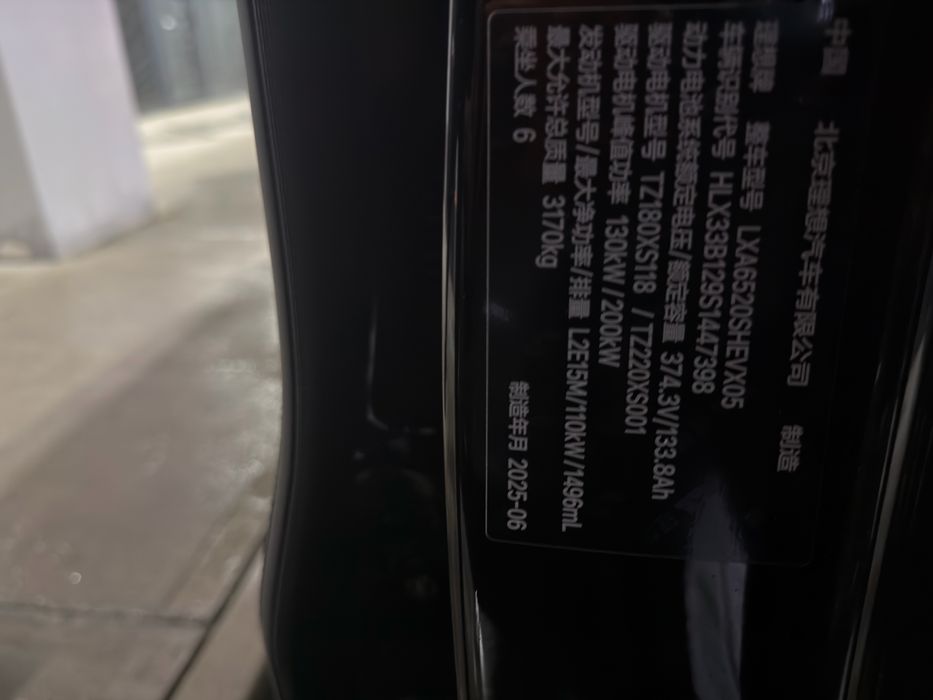 中国 北京理想汽车有限公司 制造
理想牌 整车型号 LXA6520SHEVX05
车辆识别代号 HLX33B129S1447398
动力电池系统额定电压/额定容量 374.3V/133.8Ah
驱动电机型号 TZ180XS118 / TZ220XS001
驱动电机峰值功率 130kW / 200kW
发动机型号/最大净功率/排量 L2E15M/110kW/1496mL
最大允许总质量 3170kg
乘坐人数 6 制造年月 2025-06